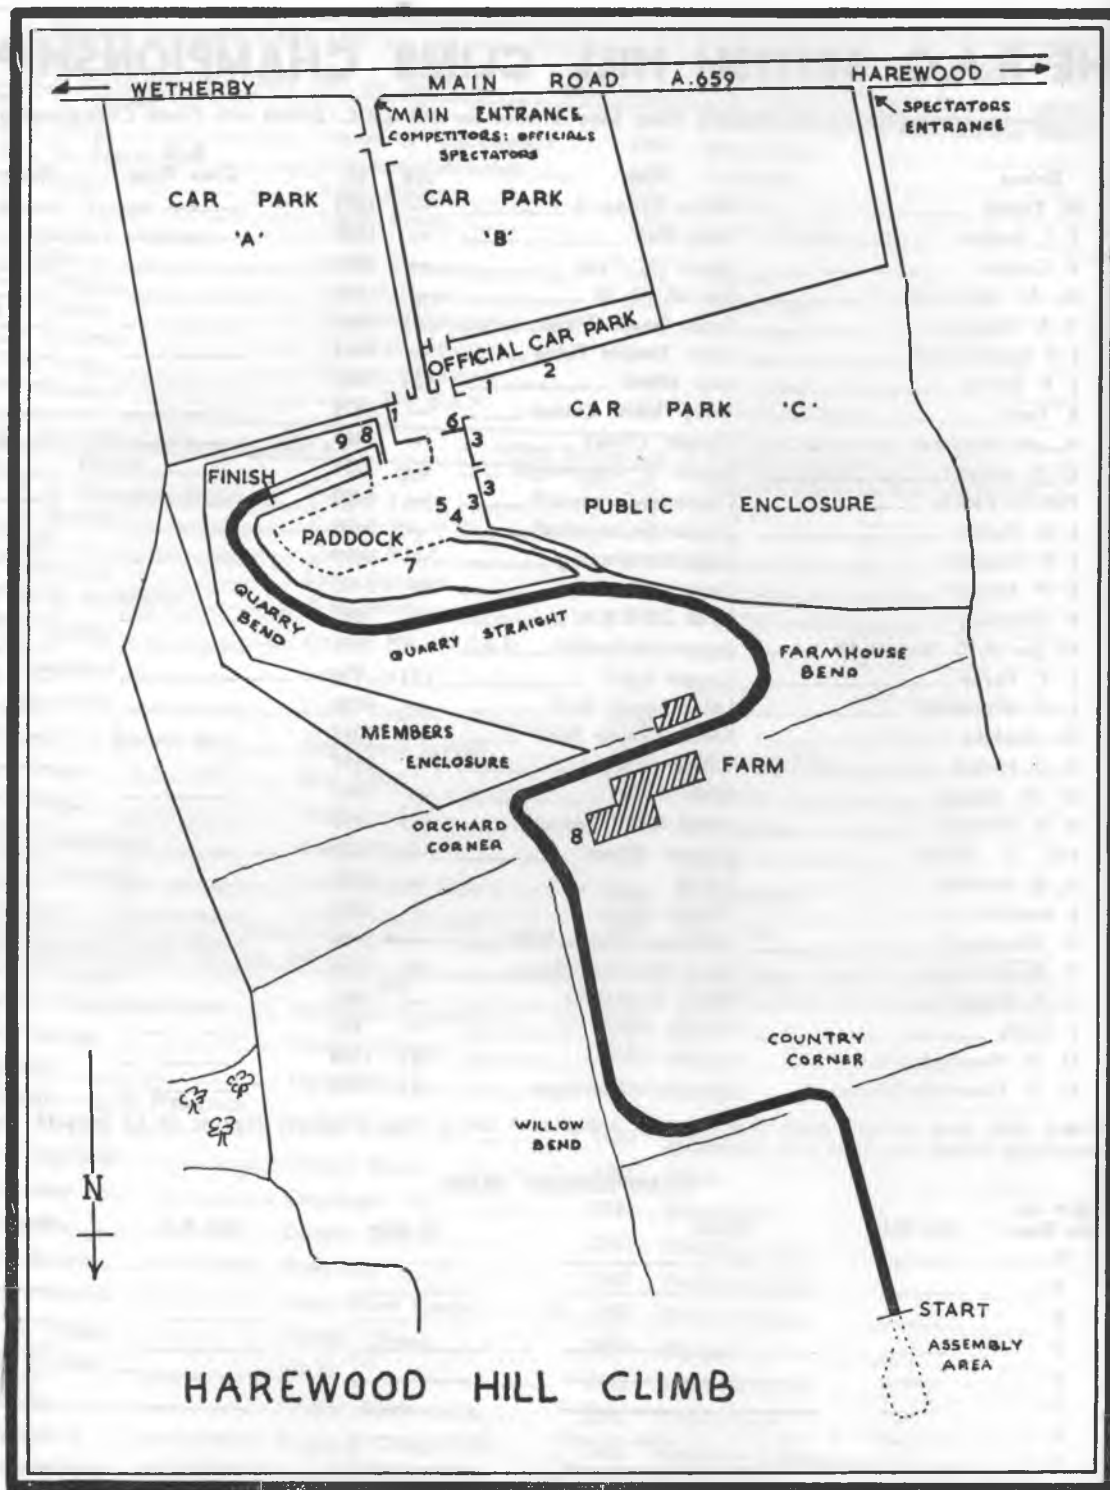 WETHERBY
MAIN ROAD A.659
HAREWOOD
MAIN ENTRANCE
COMPETITORS: OFFICIALS
SPECTATORS
SPECTATORS
ENTRANCE
CAR PARK
'A'
CAR PARK
'B'
OFFICIAL CAR PARK
1
2
CAR PARK 'C'
1
6
3
9 8
FINISH
3
5
3
4
PUBLIC ENCLOSURE
PADDOCK
7
QUARRY
BEND
QUARRY STRAIGHT
FARMHOUSE
BEND
MEMBERS
ENCLOSURE
FARM
ORCHARD
CORNER
8
COUNTRY
CORNER
WILLOW
BEND
N
START
ASSEMBLY
AREA
HAREWOOD HILL CLIMB